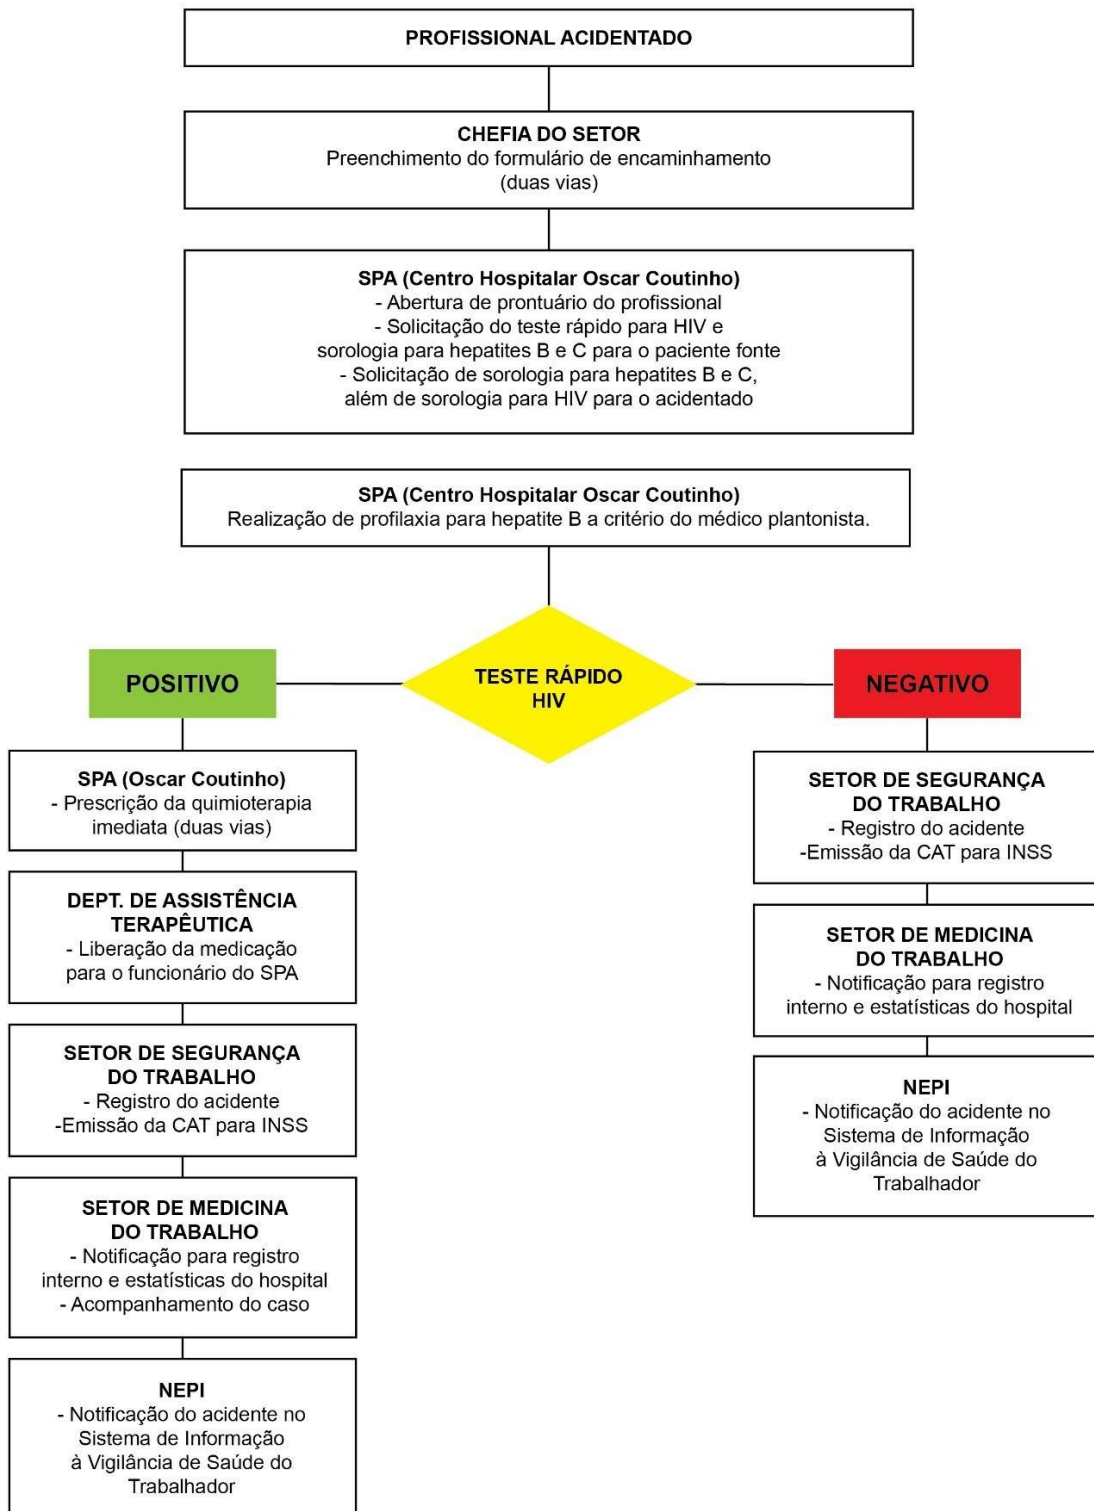 PROFISSIONAL ACIDENTADO
CHEFIA DO SETOR
Preenchimento do formulário de encaminhamento
(duas vias)
SPA (Centro Hospitalar Oscar Coutinho)
- Abertura de prontuário do profissional
- Solicitação do teste rápido para HIV e
sorologia para hepatites B e C para o paciente fonte
- Solicitação de sorologia para hepatites B e C,
além de sorologia para HIV para o acidentado
SPA (Centro Hospitalar Oscar Coutinho)
Realização de profilaxia para hepatite B a critério do médico plantonista.
TESTE RÁPIDO
HIV
POSITIVO
SPA (Oscar Coutinho)
- Prescrição da quimioterapia
imediata (duas vias)
DEPT. DE ASSISTÊNCIA
TERAPÊUTICA
- Liberação da medicação
para o funcionário do SPA
SETOR DE SEGURANÇA
DO TRABALHO
- Registro do acidente
-Emissão da CAT para INSS
SETOR DE MEDICINA
DO TRABALHO
- Notificação para registro
interno e estatísticas do hospital
- Acompanhamento do caso
NEPI
- Notificação do acidente no
Sistema de Informação
à Vigilância de Saúde do
Trabalhador
NEGATIVO
SETOR DE SEGURANÇA
DO TRABALHO
- Registro do acidente
-Emissão da CAT para INSS
SETOR DE MEDICINA
DO TRABALHO
- Notificação para registro
interno e estatísticas do hospital
NEPI
- Notificação do acidente no
Sistema de Informação
à Vigilância de Saúde do
Trabalhador